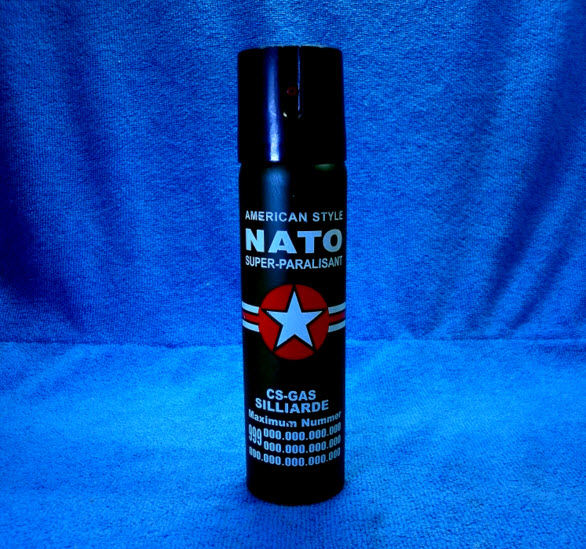 AMERICAN STYLE
NATO
SUPER-PARALISANT
CS-GAS
SILLIARDE
Maximum Nummer
999 000.000.000.000
000.000.000.000
000.000.000.000.000